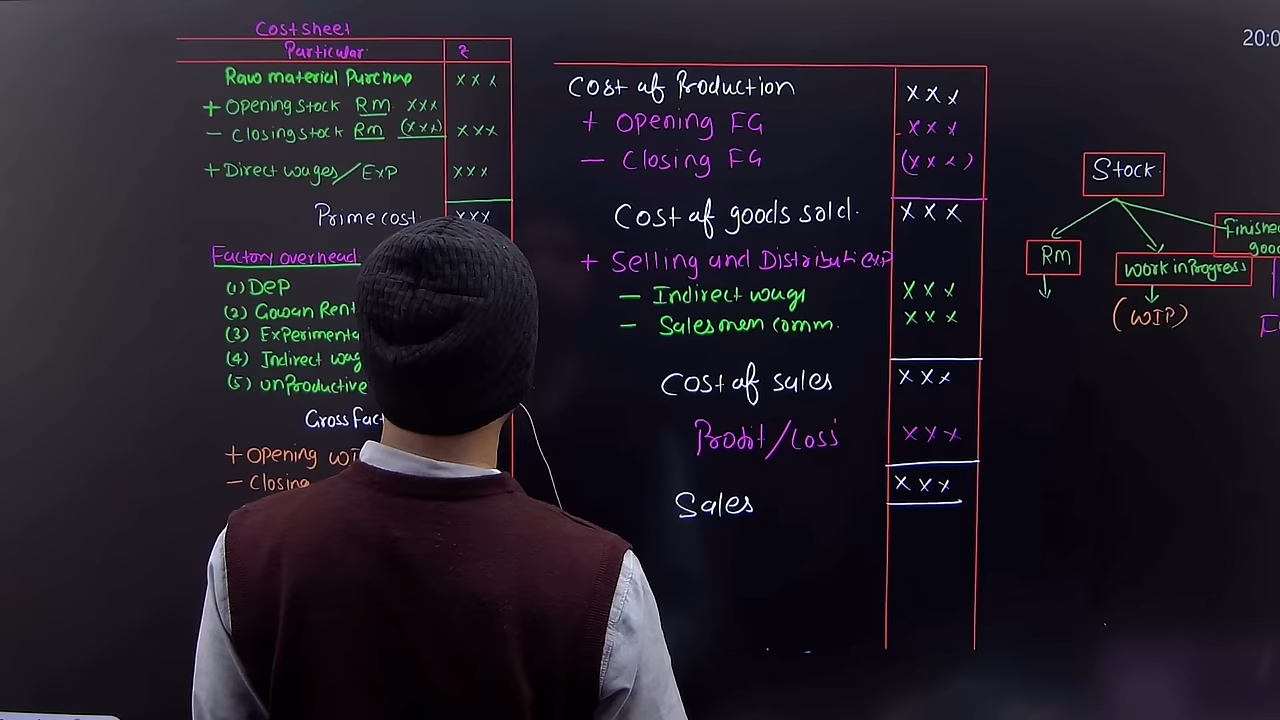 Cost sheet
Particular ₹
Raw material Purchase xxx
+ Opening stock Rm xxx
- Closing stock Rm (xxx) xxx
+ Direct wages/Exp xxx
Prime cost xxx
Factory overhead
(1) Dep
(2) Gowan Rent
(3) Experimenta
(4) Indirect wag
(5) unproductive
Gross Fact
+ Opening WI
- Closing
Cost of Production xxx
+ Opening FG xxx
- Closing FG (xxx)
Cost of goods sold. xxx
+ Selling and Distributi exp
- Indirect wags xxx
- Salesmen comm. xxx
Cost of sales xxx
Profit/Loss xxx
Sales xxx
20:0
Stock
Rm
Work in Progress
Finished
good
(WIP)
F